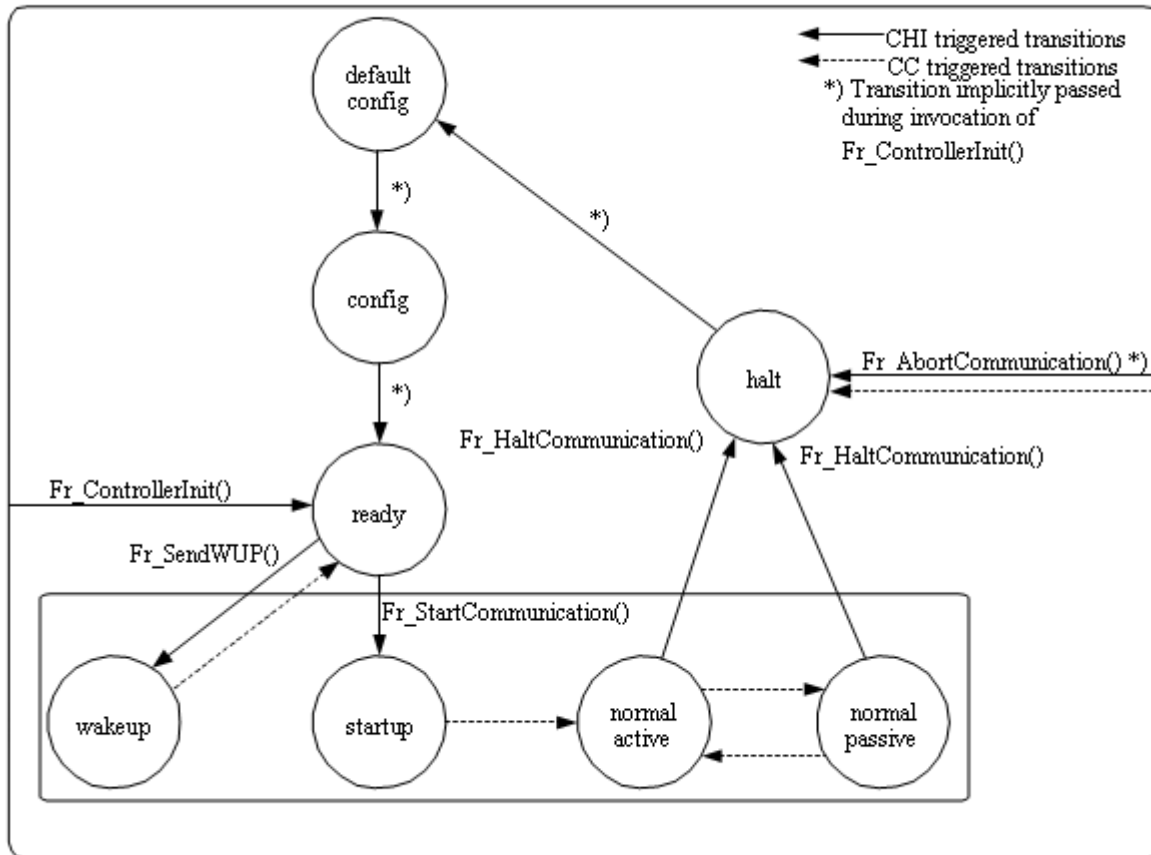 CHI triggered transitions
CC triggered transitions
*) Transition implicitly passed
during invocation of
Fr_ControllerInit()
default
config
*)
*)
config
*)
halt
Fr_AbortCommunication() *)
Fr_HaltCommunication()
Fr_HaltCommunication()
Fr_ControllerInit()
ready
Fr_SendWUP()
Fr_StartCommunication()
wakeup
startup
normal
active
normal
passive